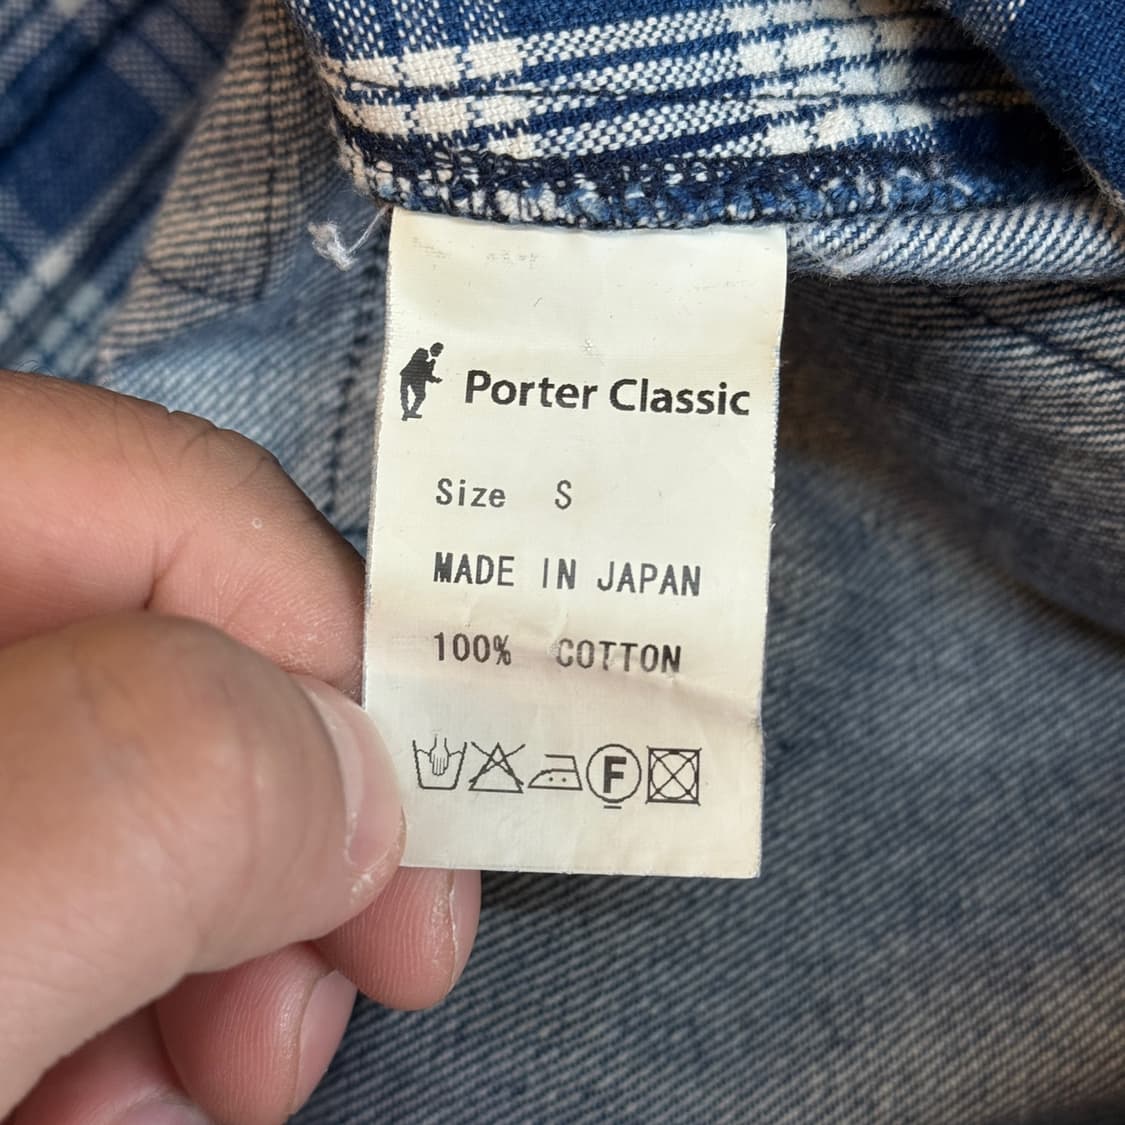 Porter Classic
Size S
MADE IN JAPAN
100% COTTON
F